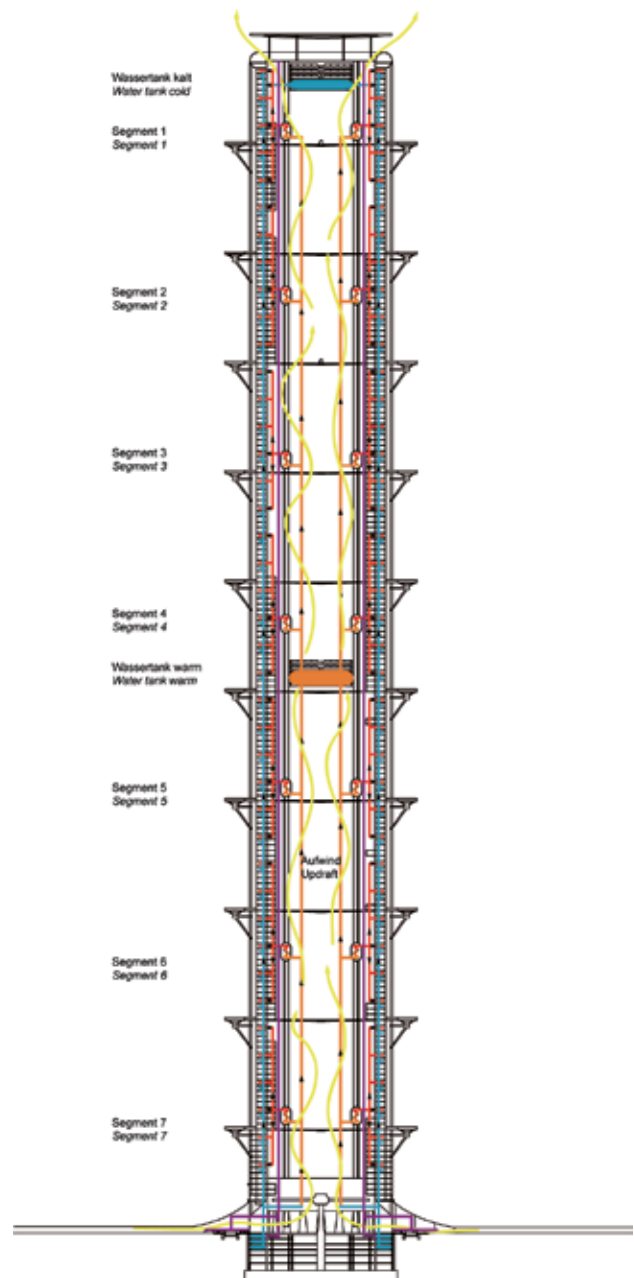 Wassertank kalt
Water tank cold
Segment 1
Segment 1
Segment 2
Segment 2
Segment 3
Segment 3
Segment 4
Segment 4
Wassertank warm
Water tank warm
Segment 5
Segment 5
Aufwind
Updraft
Segment 6
Segment 6
Segment 7
Segment 7